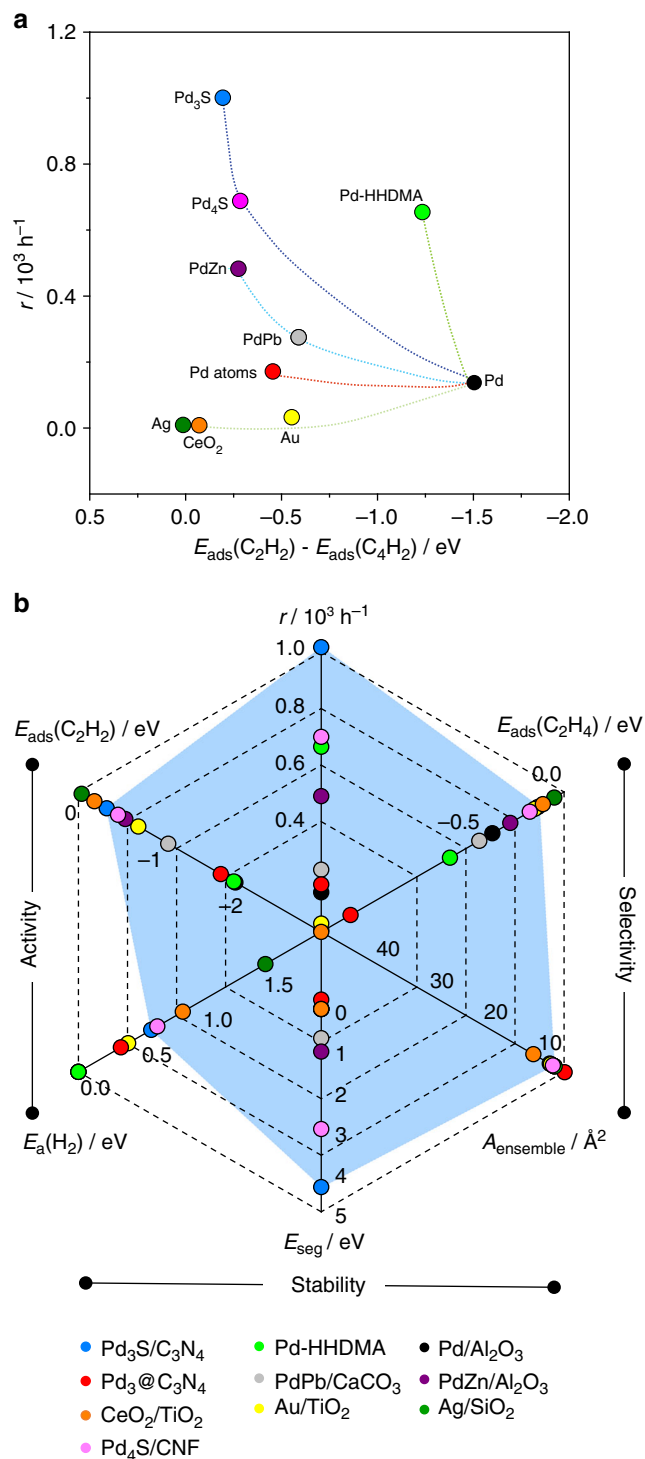 a
1.2
0.8
0.4
0.0
r / 10³ h⁻¹
Pd₃S
Pd₄S
Pd-HHDMA
PdZn
PdPb
Pd atoms
Pd
Ag
CeO₂
Au
0.5 0.0 –0.5 –1.0 –1.5 –2.0
E_ads(C₂H₂) - E_ads(C₄H₂) / eV
b
r / 10³ h⁻¹
1.0
0.8
0.6
0.4
E_ads(C₂H₂) / eV
0
–1
–2
E_ads(C₂H₄) / eV
0.0
–0.5
Activity
Selectivity
1.5
1.0
0.5
0.0
E_a(H₂) / eV
40
30
20
10
A_ensemble / Å²
0
1
2
3
4
5
E_seg / eV
Stability
Pd₃S/C₃N₄ Pd-HHDMA Pd/Al₂O₃
Pd₃@C₃N₄ PdPb/CaCO₃ PdZn/Al₂O₃
CeO₂/TiO₂ Au/TiO₂ Ag/SiO₂
Pd₄S/CNF